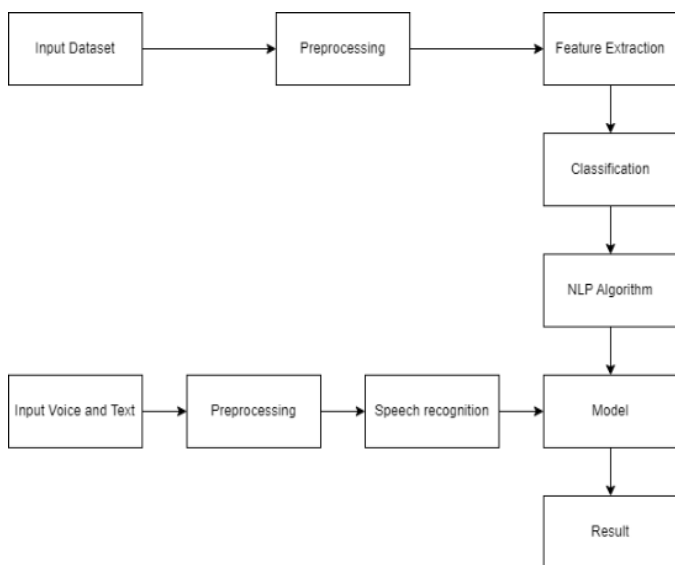 Input Dataset
Preprocessing
Feature Extraction
Classification
NLP Algorithm
Input Voice and Text
Preprocessing
Speech recognition
Model
Result